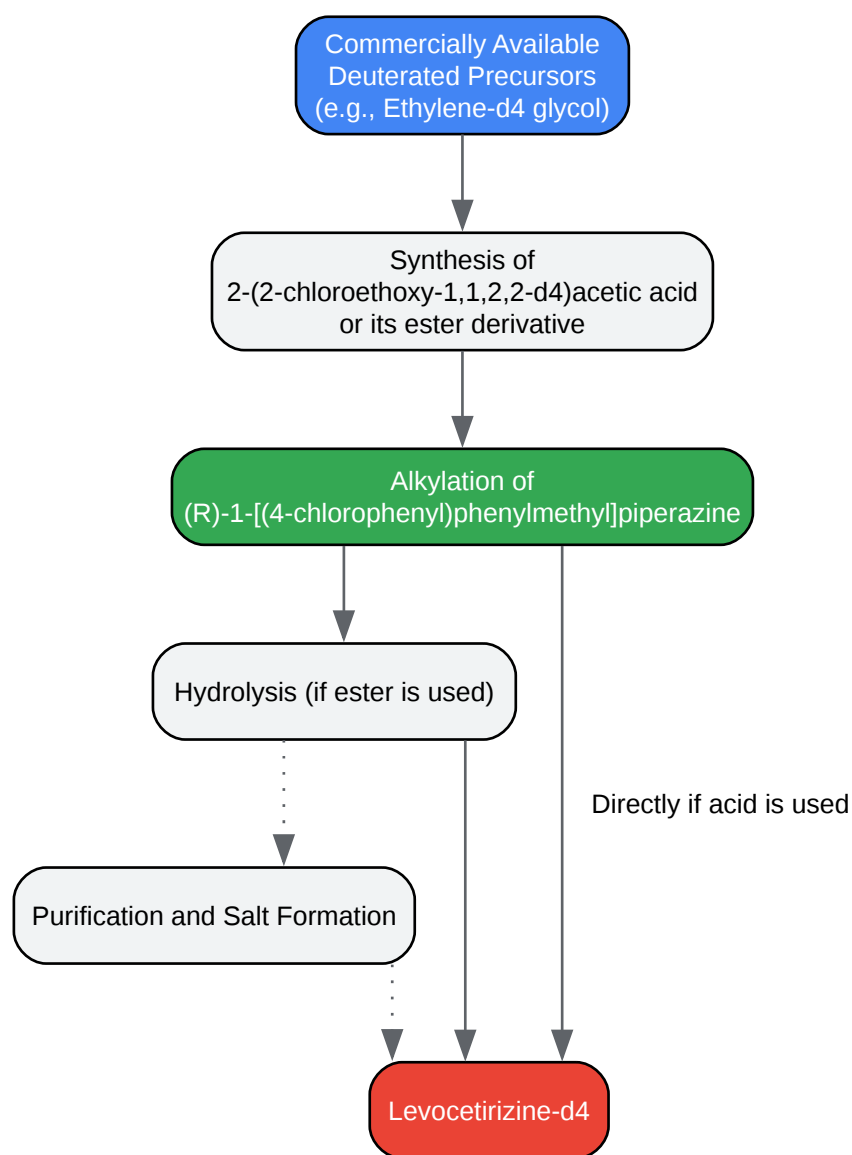 Commercially Available
Deuterated Precursors
(e.g., Ethylene-d4 glycol)
Synthesis of
2-(2-chloroethoxy-1,1,2,2-d4)acetic acid
or its ester derivative
Alkylation of
(R)-1-[(4-chlorophenyl)phenylmethyl]piperazine
Hydrolysis (if ester is used)
Directly if acid is used
Purification and Salt Formation
Levocetirizine-d4